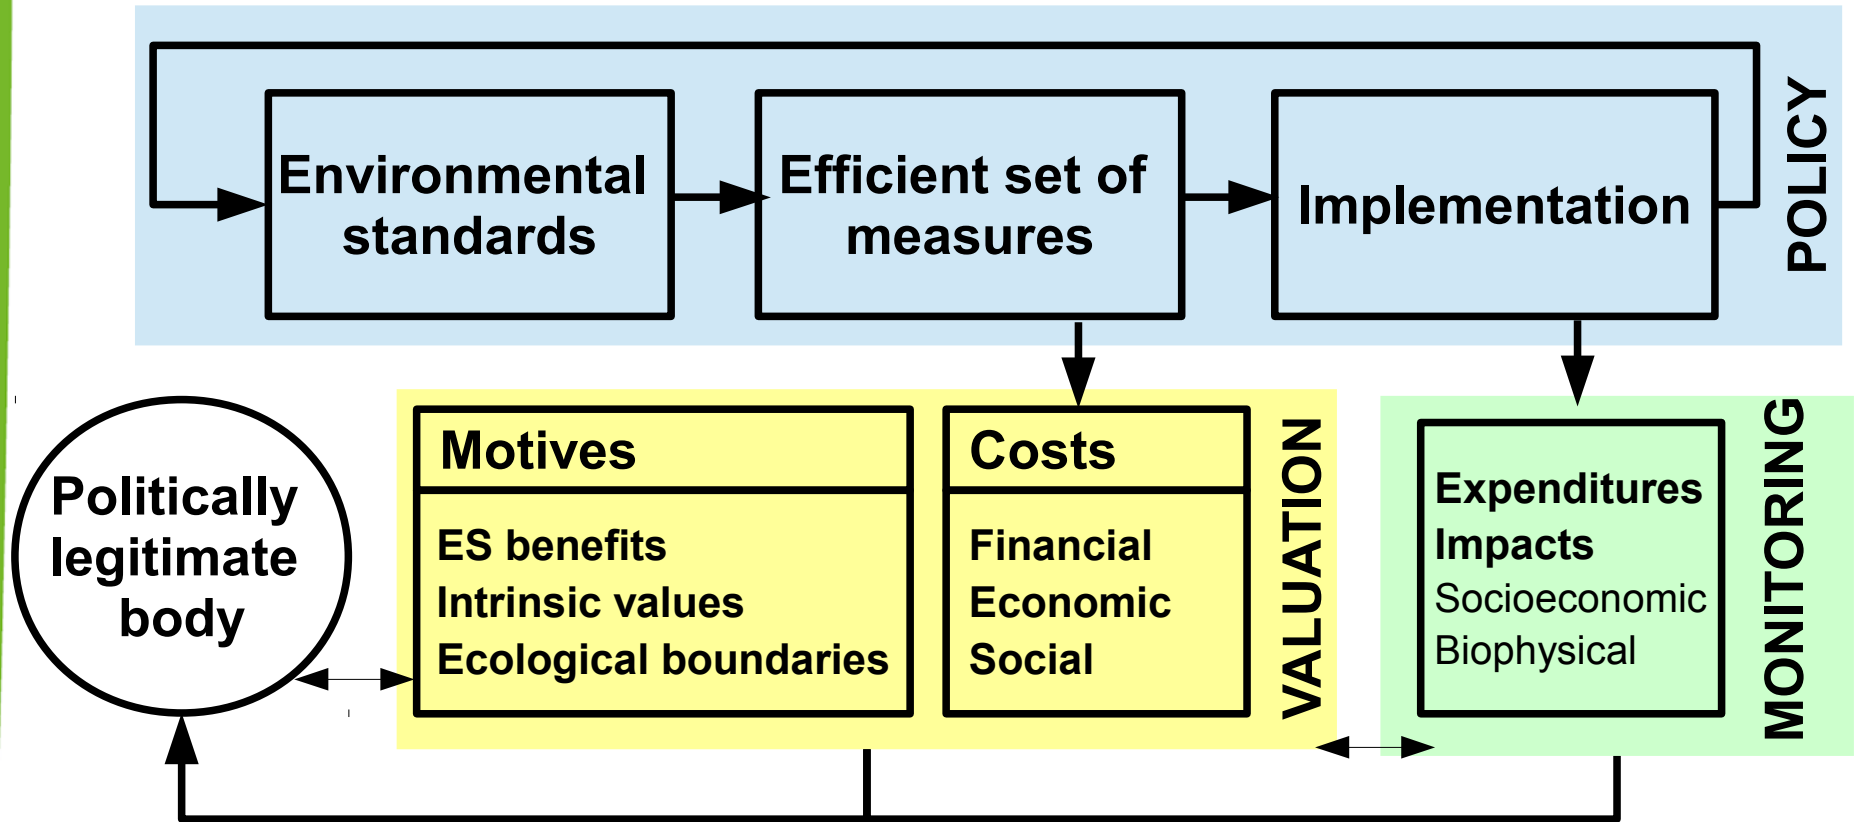 Environmental
standards
Efficient set of
measures
Implementation
POLICY
Politically
legitimate
body
Motives
ES benefits
Intrinsic values
Ecological boundaries
Costs
Financial
Economic
Social
VALUATION
Expenditures
Impacts
Socioeconomic
Biophysical
MONITORING